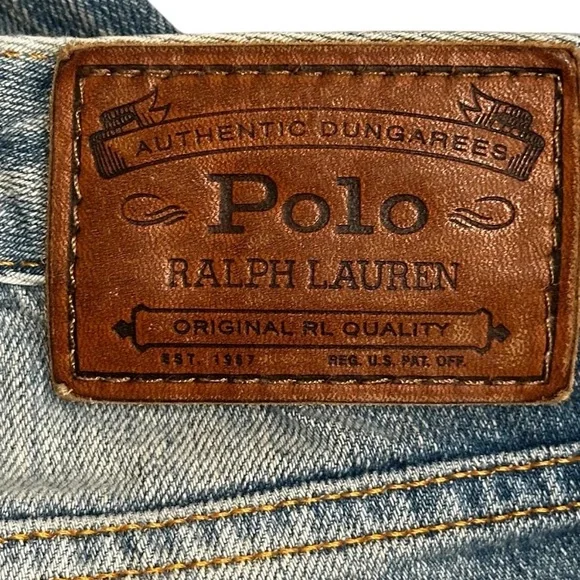 AUTHENTIC DUNGAREES
Polo
RALPH LAUREN
ORIGINAL RL QUALITY
EST. 1967 REG. U.S. PAT. OFF.